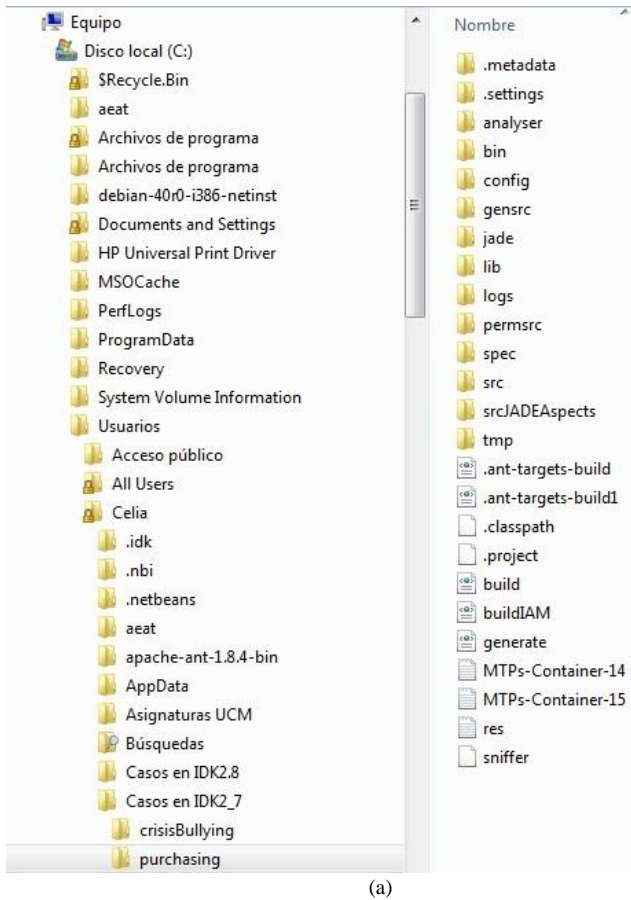 Equipo
Disco local (C:)
$Recycle.Bin
aeat
Archivos de programa
Archivos de programa
debian-40r0-i386-netinst
Documents and Settings
HP Universal Print Driver
MSOCache
PerfLogs
ProgramData
Recovery
System Volume Information
Usuarios
Acceso público
All Users
Celia
.idk
.nbi
.netbeans
aeat
apache-ant-1.8.4-bin
AppData
Asignaturas UCM
Búsquedas
Casos en IDK2.8
Casos en IDK2_7
crisisBullying
purchasing
Nombre
.metadata
.settings
analyser
bin
config
gensrc
jade
lib
logs
permsrc
spec
src
srcJADEAspects
tmp
.ant-targets-build
.ant-targets-build1
.classpath
.project
build
buildIAM
generate
MTPs-Container-14
MTPs-Container-15
res
sniffer
(a)